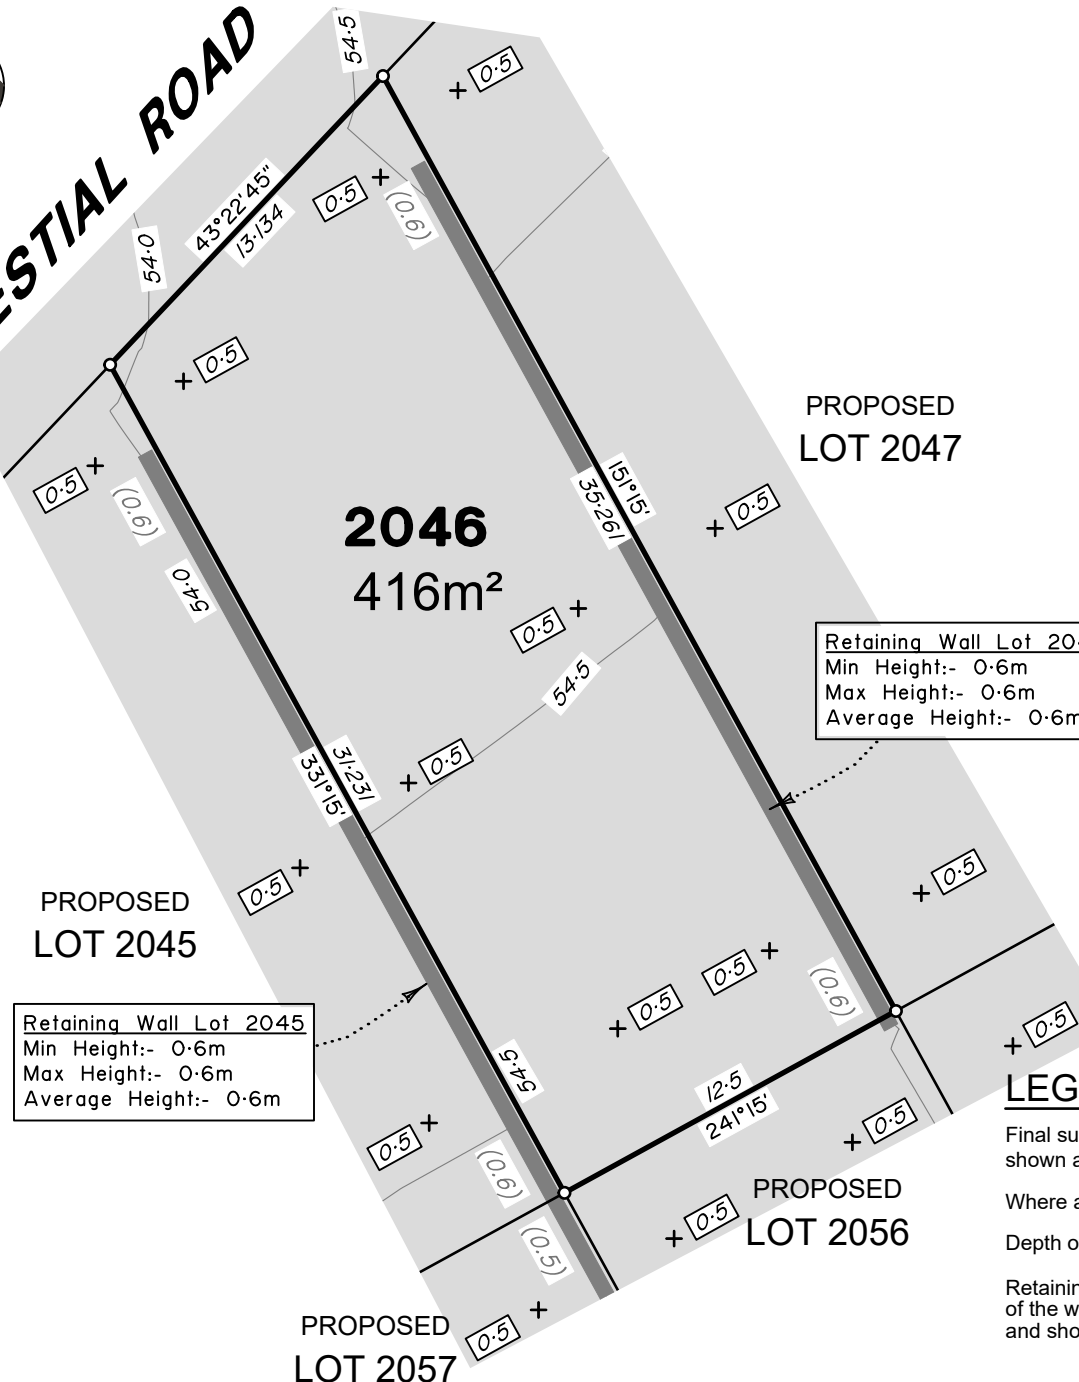 54·5
0·5
ESTIAL ROAD
43°22'45"
13·134
0·5
(0.6)
54·0
0·5
PROPOSED
LOT 2047
0·5
(0.6)
151°15'
35·261
0·5
2046
416m²
54·0
0·5
Retaining Wall Lot
Min Height:- 0·6m
Max Height:- 0·6m
Average Height:- 0·6m
54·5
0·5
31·231
331°15'
0·5
0·5
PROPOSED
LOT 2045
0·5
0·5
(0.6)
Retaining Wall Lot 2045
Min Height:- 0·6m
Max Height:- 0·6m
Average Height:- 0·6m
0·5
54·5
12·5
241°15'
LEG
Final su
shown a
Where a
Depth o
Retainin
of the w
and sho
0·5
0·5
(0.6)
PROPOSED
LOT 2056
0·5
(0.5)
PROPOSED
LOT 2057
0·5